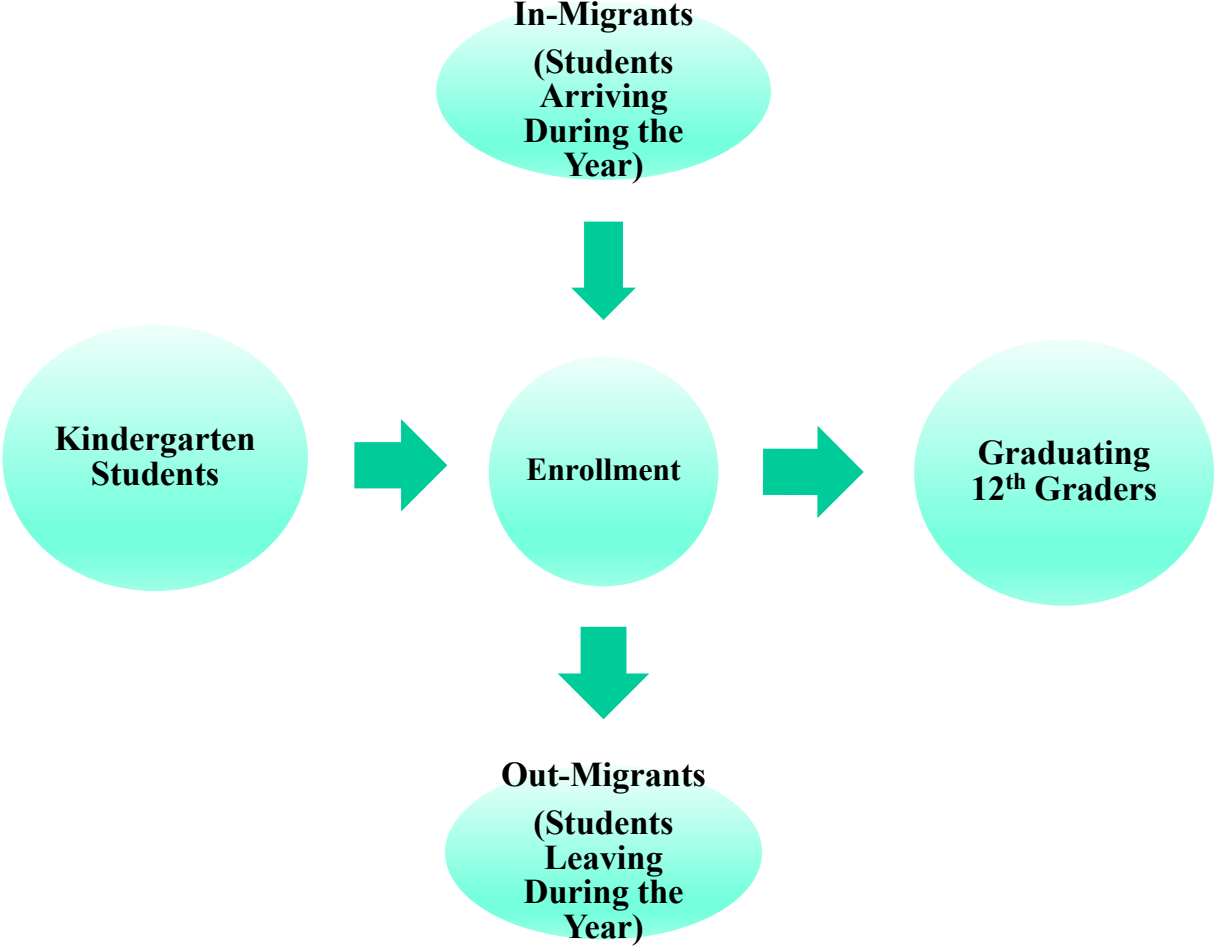 In-Migrants
(Students
Arriving
During the
Year)
Kindergarten
Students
Enrollment
Graduating
12th Graders
Out-Migrants
(Students
Leaving
During the
Year)